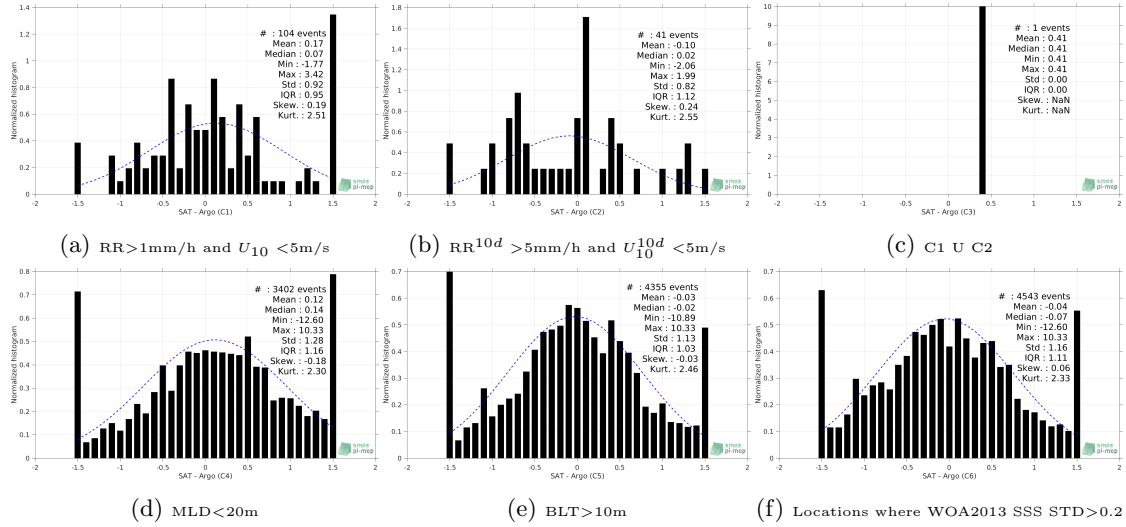 1.4
1.2
1
0.8
0.6
0.4
0.2
0
Normalized histogram
# : 104 events
Mean : 0.17
Median : 0.07
Min : -1.77
Max : 3.42
Std : 0.92
IQR : 0.95
Skew. : 0.19
Kurt. : 2.51
smos
pi-mep
-2 -1.5 -1 -0.5 0 0.5 1 1.5 2
SAT - Argo (C1)
(a) RR>1mm/h and U10 <5m/s
1.8
1.6
1.4
1.2
1
0.8
0.6
0.4
0.2
0
Normalized histogram
# : 41 events
Mean : -0.10
Median : 0.02
Min : -2.06
Max : 1.99
Std : 0.82
IQR : 1.12
Skew. : 0.24
Kurt. : 2.55
smos
pi-mep
-2 -1.5 -1 -0.5 0 0.5 1 1.5 2
SAT - Argo (C2)
(b) RR10d >5mm/h and U10 10d <5m/s
10
9
8
7
6
5
4
3
2
1
0
Normalized histogram
# : 1 events
Mean : 0.41
Median : 0.41
Min : 0.41
Max : 0.41
Std : 0.00
IQR : 0.00
Skew. : NaN
Kurt. : NaN
smos
pi-mep
-2 -1.5 -1 -0.5 0 0.5 1 1.5 2
SAT - Argo (C3)
(c) C1 U C2
0.8
0.7
0.6
0.5
0.4
0.3
0.2
0.1
0
Normalized histogram
# : 3402 events
Mean : 0.12
Median : 0.14
Min : -12.60
Max : 10.33
Std : 1.28
IQR : 1.16
Skew. : -0.18
Kurt. : 2.30
smos
pi-mep
-2 -1.5 -1 -0.5 0 0.5 1 1.5 2
SAT - Argo (C4)
(d) MLD<20m
0.7
0.6
0.5
0.4
0.3
0.2
0.1
0
Normalized histogram
# : 4355 events
Mean : -0.03
Median : -0.02
Min : -10.89
Max : 10.33
Std : 1.13
IQR : 1.03
Skew. : -0.03
Kurt. : 2.46
smos
pi-mep
-2 -1.5 -1 -0.5 0 0.5 1 1.5 2
SAT - Argo (C5)
(e) BLT>10m
0.7
0.6
0.5
0.4
0.3
0.2
0.1
0
Normalized histogram
# : 4543 events
Mean : -0.04
Median : -0.07
Min : -12.60
Max : 10.33
Std : 1.16
IQR : 1.11
Skew. : 0.06
Kurt. : 2.33
smos
pi-mep
-2 -1.5 -1 -0.5 0 0.5 1 1.5 2
SAT - Argo (C6)
(f) Locations where WOA2013 SSS STD>0.2